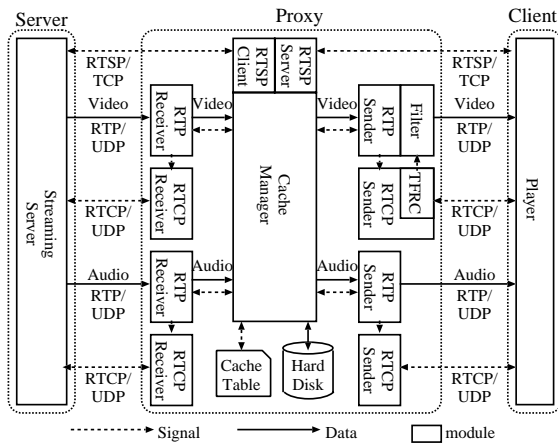 Server
Proxy
Client
RTSP/
TCP
RTSP
Client
RTSP
Server
RTSP/
TCP
Video
RTP/
UDP
RTP
Receiver
Video
Cache
Manager
Video
RTP
Sender
Filter
Video
RTP/
UDP
RTCP/
UDP
RTCP
Receiver
RTCP
Sender
TFRC
RTCP/
UDP
Streaming
Server
Player
Audio
RTP/
UDP
RTP
Receiver
Audio
Audio
RTP
Sender
Audio
RTP/
UDP
RTCP/
UDP
RTCP
Receiver
Cache
Table
Hard
Disk
RTCP
Sender
RTCP/
UDP
Signal
Data
module